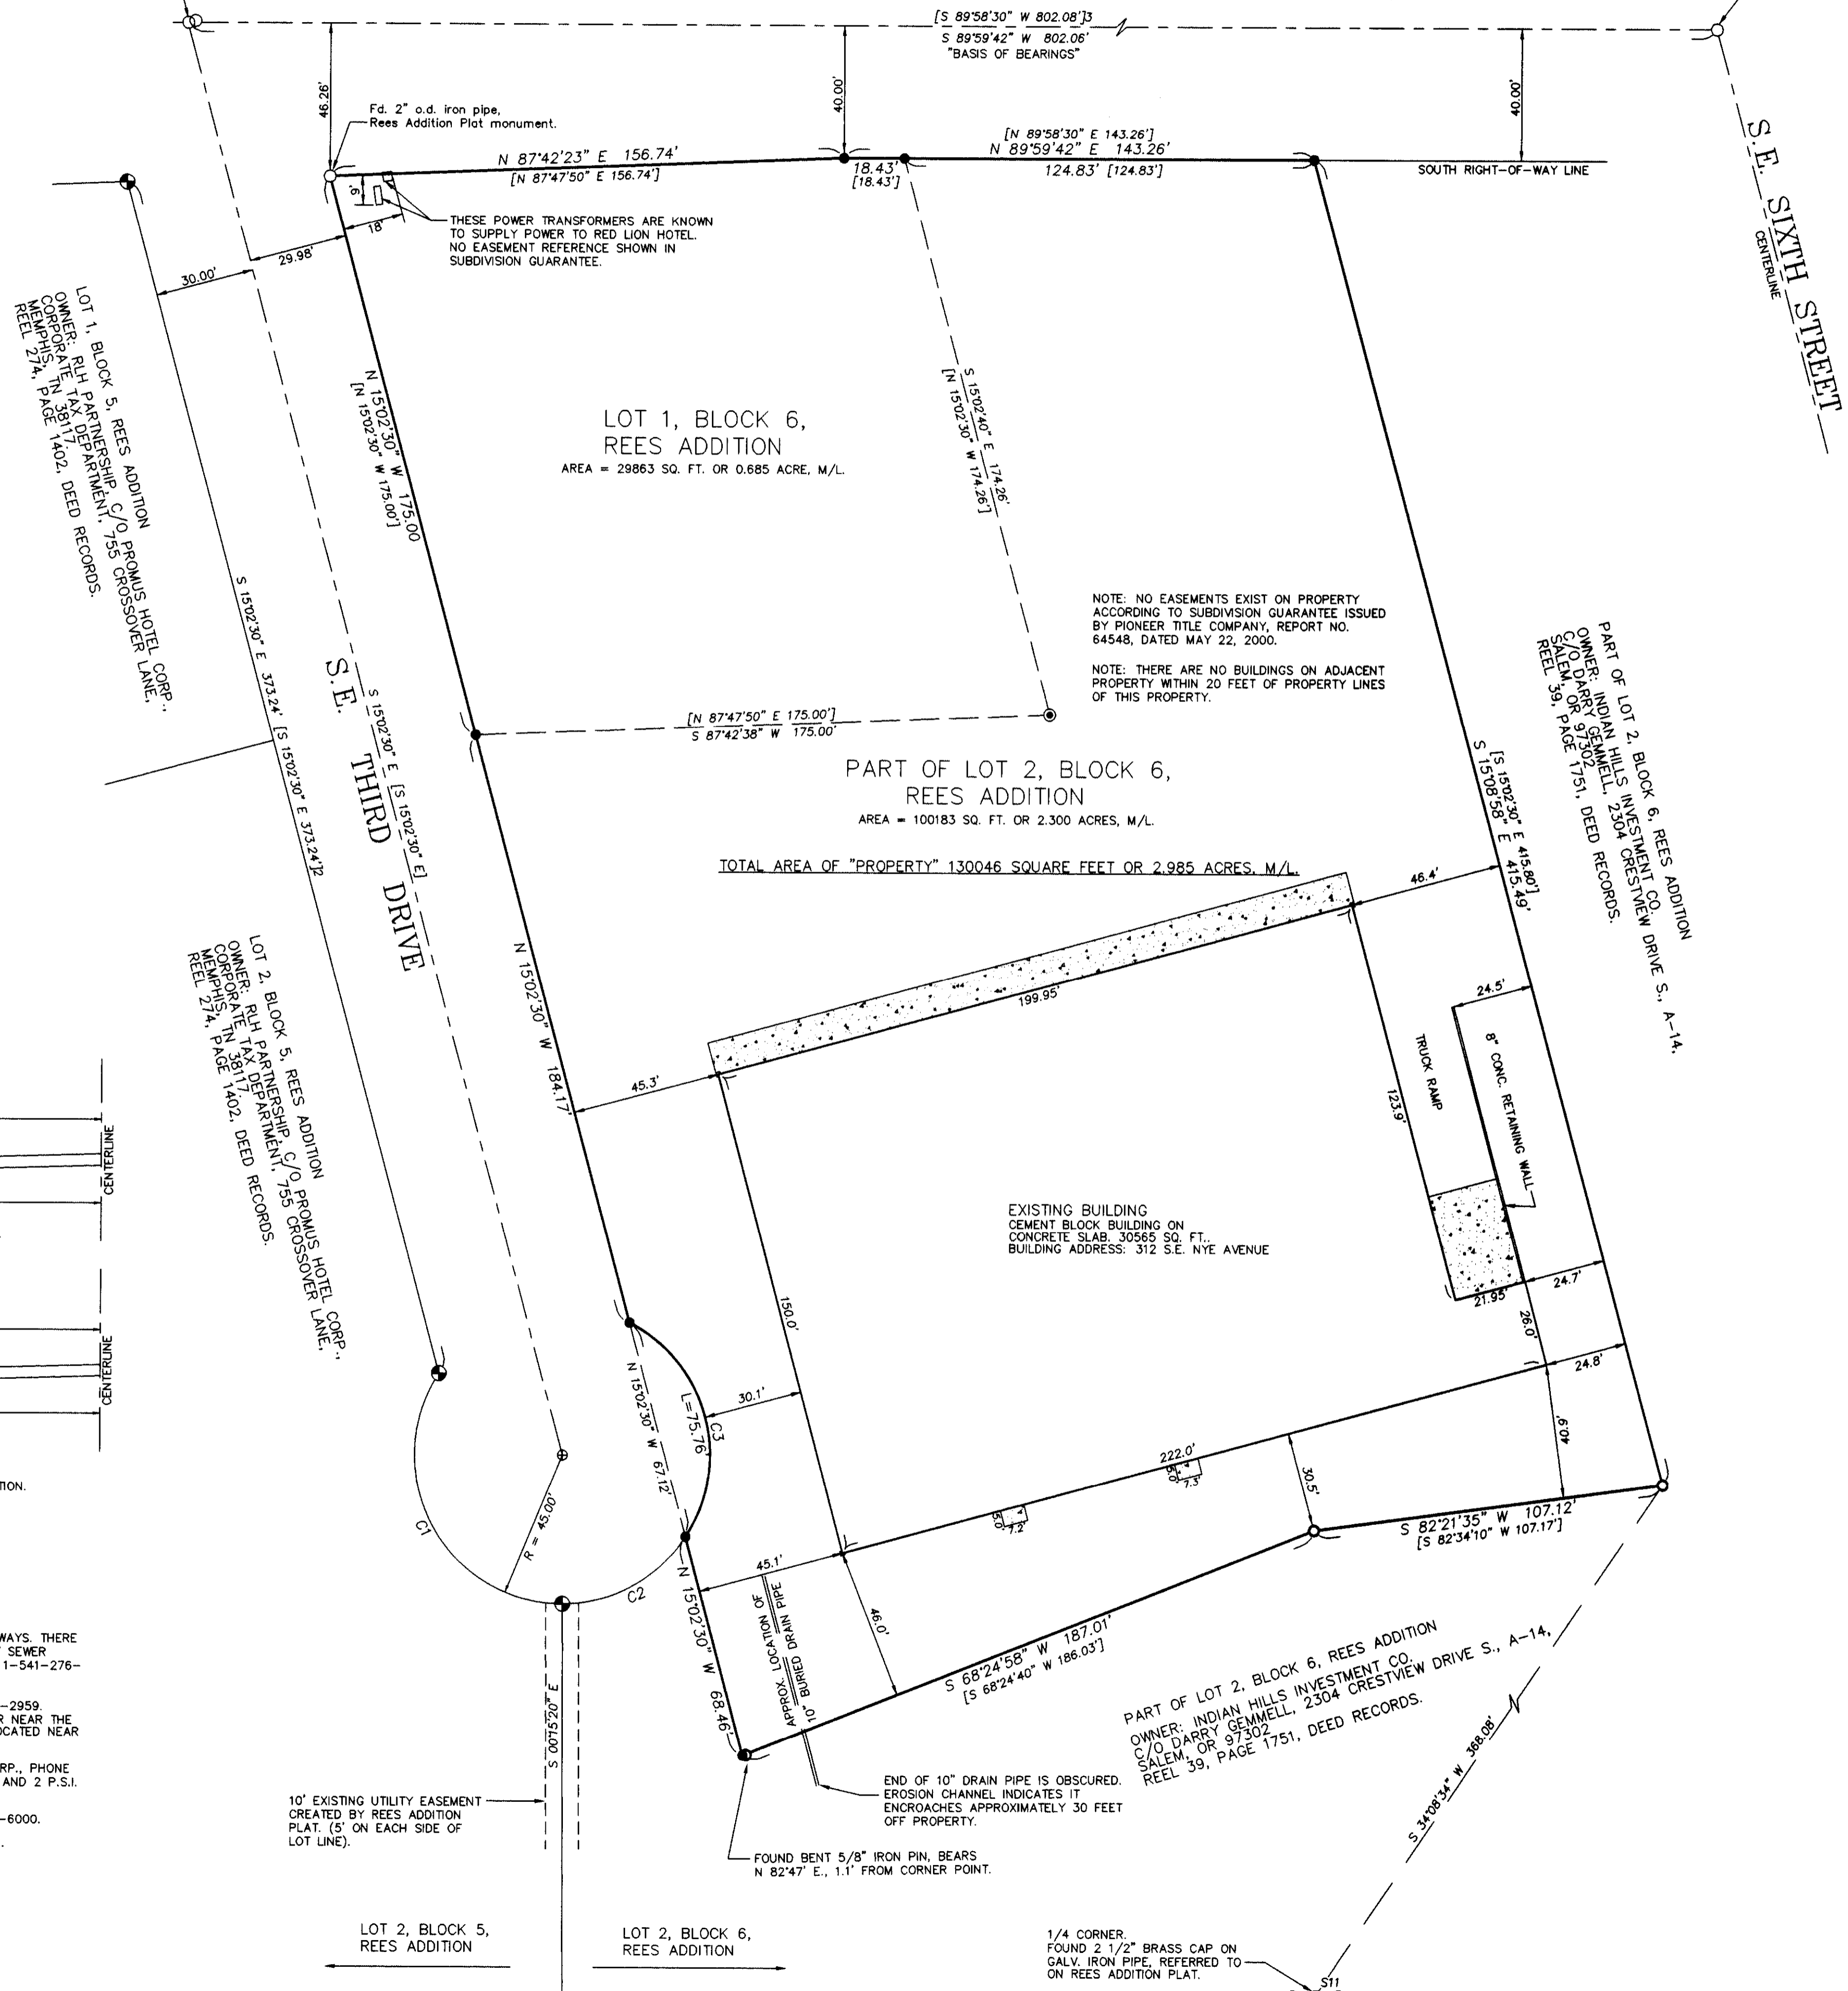 [S 89°58'30" W 802.08']3
S 89°59'42" W 802.06'
"BASIS OF BEARINGS"
46.26'
40.00'
40.00'
Fd. 2" o.d. iron pipe,
Rees Addition Plat monument.
N 87°42'23" E 156.74'
[N 87°47'50" E 156.74']
18.43'
[18.43']
[N 89°58'30" E 143.26']
N 89°59'42" E 143.26'
124.83' [124.83']
SOUTH RIGHT-OF-WAY LINE
S.E. SIXTH STREET
CENTERLINE
9'
18'
29.98'
30.00'
THESE POWER TRANSFORMERS ARE KNOWN
TO SUPPLY POWER TO RED LION HOTEL.
NO EASEMENT REFERENCE SHOWN IN
SUBDIVISION GUARANTEE.
LOT 1, BLOCK 5, REES ADDITION
OWNER: RLH PARTNERSHIP, C/O PROMUS HOTEL CORP.,
CORPORATE TAX DEPARTMENT, 755 CROSSOVER LANE,
MEMPHIS, TN 38117.
REEL 274, PAGE 1402, DEED RECORDS.
N 15°02'30" W 175.00
[N 15°02'30" W 175.00']
LOT 1, BLOCK 6,
REES ADDITION
AREA = 29863 SQ. FT. OR 0.685 ACRE, M/L.
S 15°02'40" E 174.26'
[N 15°02'30" W 174.26']
NOTE: NO EASEMENTS EXIST ON PROPERTY
ACCORDING TO SUBDIVISION GUARANTEE ISSUED
BY PIONEER TITLE COMPANY, REPORT NO.
64548, DATED MAY 22, 2000.
NOTE: THERE ARE NO BUILDINGS ON ADJACENT
PROPERTY WITHIN 20 FEET OF PROPERTY LINES
OF THIS PROPERTY.
S 15°02'30" E 373.24' [S 15°02'30" E 373.24']2
S.E. THIRD DRIVE
S 15°02'30" E [S 15°02'30" E]
[N 87°47'50" E 175.00']
S 87°42'38" W 175.00'
PART OF LOT 2, BLOCK 6,
REES ADDITION
AREA = 100183 SQ. FT. OR 2.300 ACRES, M/L.
TOTAL AREA OF "PROPERTY" 130046 SQUARE FEET OR 2.985 ACRES, M/L.
[S 15°02'30" E 415.80']
S 15°08'58" E 415.49'
PART OF LOT 2, BLOCK 6, REES ADDITION
OWNER: INDIAN HILLS INVESTMENT CO.
C/O DARRY GEMMELL, 2304 CRESTVIEW DRIVE S., A-14,
SALEM, OR 97302
REEL 39, PAGE 1751, DEED RECORDS.
LOT 2, BLOCK 5, REES ADDITION
OWNER: RLH PARTNERSHIP, C/O PROMUS HOTEL CORP.,
CORPORATE TAX DEPARTMENT, 755 CROSSOVER LANE,
MEMPHIS, TN 38117.
REEL 274, PAGE 1402, DEED RECORDS.
N 15°02'30" W 184.17'
46.4'
199.95'
45.3'
24.5'
TRUCK RAMP
8" CONC. RETAINING WALL
123.9'
CENTERLINE
CENTERLINE
EXISTING BUILDING
CEMENT BLOCK BUILDING ON
CONCRETE SLAB. 30565 SQ. FT..
BUILDING ADDRESS: 312 S.E. NYE AVENUE
150.0'
21.95'
24.7'
26.0'
24.8'
40.9'
N 15°02'30" W 67.12'
L=75.76'
C3
30.1'
222.0'
5.0'
7.3'
5.0'
7.2'
30.5'
S 82°21'35" W 107.12'
[S 82°34'10" W 107.17']
C1
R = 45.00'
C2
45.1'
46.0'
N 15°02'30" W 68.46'
APPROX. LOCATION OF
10" BURIED DRAIN PIPE
S 68°24'58" W 187.01'
[S 68°24'40" W 186.03']
PART OF LOT 2, BLOCK 6, REES ADDITION
OWNER: INDIAN HILLS INVESTMENT CO.
C/O DARRY GEMMELL, 2304 CRESTVIEW DRIVE S., A-14,
SALEM, OR 97302
REEL 39, PAGE 1751, DEED RECORDS.
S 34°08'34" W 368.08'
TION.
WAYS. THERE
SEWER
1-541-276-
-2959.
R NEAR THE
OCATED NEAR
RP., PHONE
AND 2 P.S.I.
-6000.
S 00°15'20" E
10' EXISTING UTILITY EASEMENT
CREATED BY REES ADDITION
PLAT. (5' ON EACH SIDE OF
LOT LINE).
END OF 10" DRAIN PIPE IS OBSCURED.
EROSION CHANNEL INDICATES IT
ENCROACHES APPROXIMATELY 30 FEET
OFF PROPERTY.
FOUND BENT 5/8" IRON PIN, BEARS
N 82°47' E., 1.1' FROM CORNER POINT.
LOT 2, BLOCK 5,
REES ADDITION
LOT 2, BLOCK 6,
REES ADDITION
1/4 CORNER.
FOUND 2 1/2" BRASS CAP ON
GALV. IRON PIPE, REFERRED TO
ON REES ADDITION PLAT.
S11